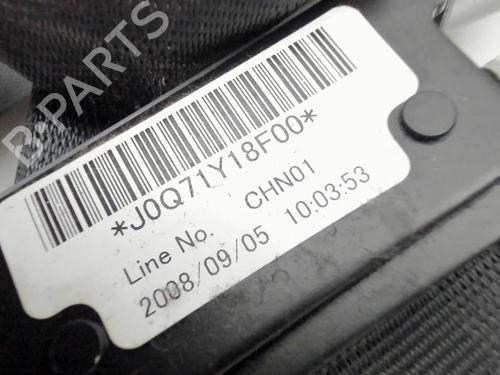 B-PARTS
*J0Q71Y18F00*
Line No. CHN01
2008/09/05 10:03:53